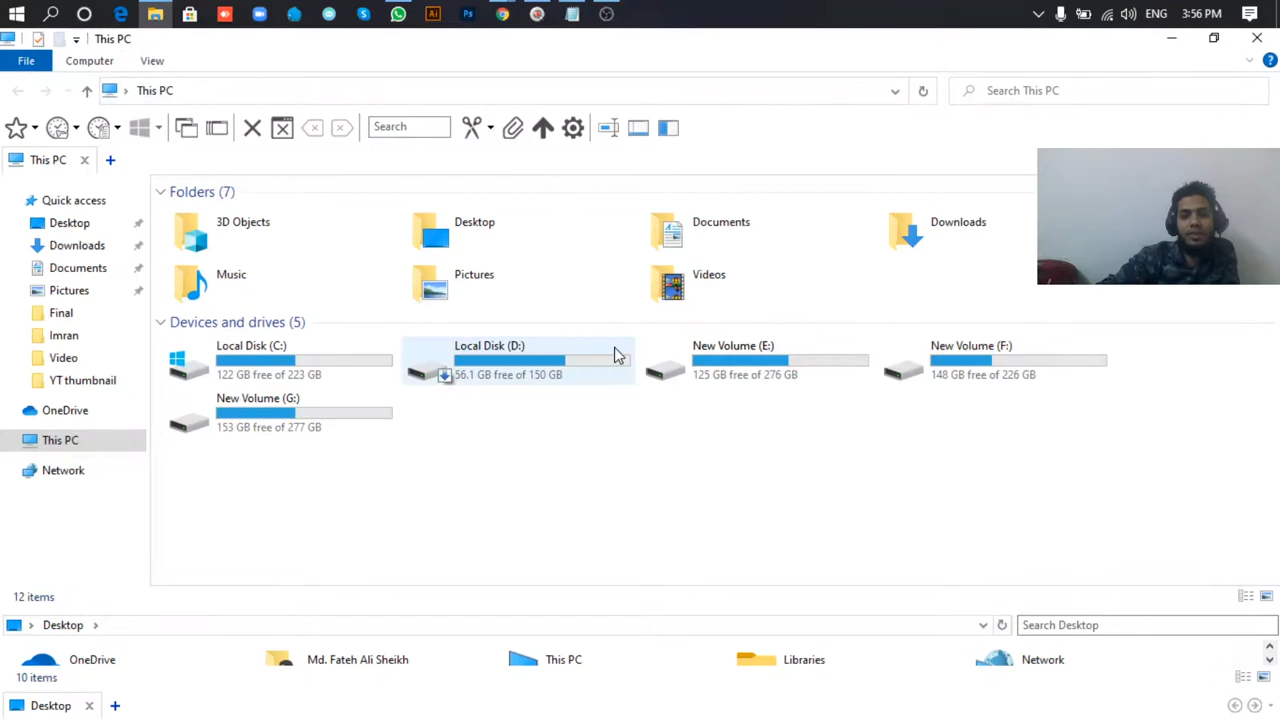 Ai
Ps
ENG
3:56 PM
This PC
File
Computer
View
This PC
Search This PC
Search
This PC
Quick access
Desktop
Downloads
Documents
Pictures
Final
Imran
Video
YT thumbnail
OneDrive
This PC
Network
Folders (7)
3D Objects
Desktop
Documents
Downloads
Music
Pictures
Videos
Devices and drives (5)
Local Disk (C:)
122 GB free of 223 GB
Local Disk (D:)
56.1 GB free of 150 GB
New Volume (E:)
125 GB free of 276 GB
New Volume (F:)
148 GB free of 226 GB
New Volume (G:)
153 GB free of 277 GB
12 items
Desktop
Search Desktop
OneDrive
Md. Fateh Ali Sheikh
This PC
Libraries
Network
10 items
Desktop